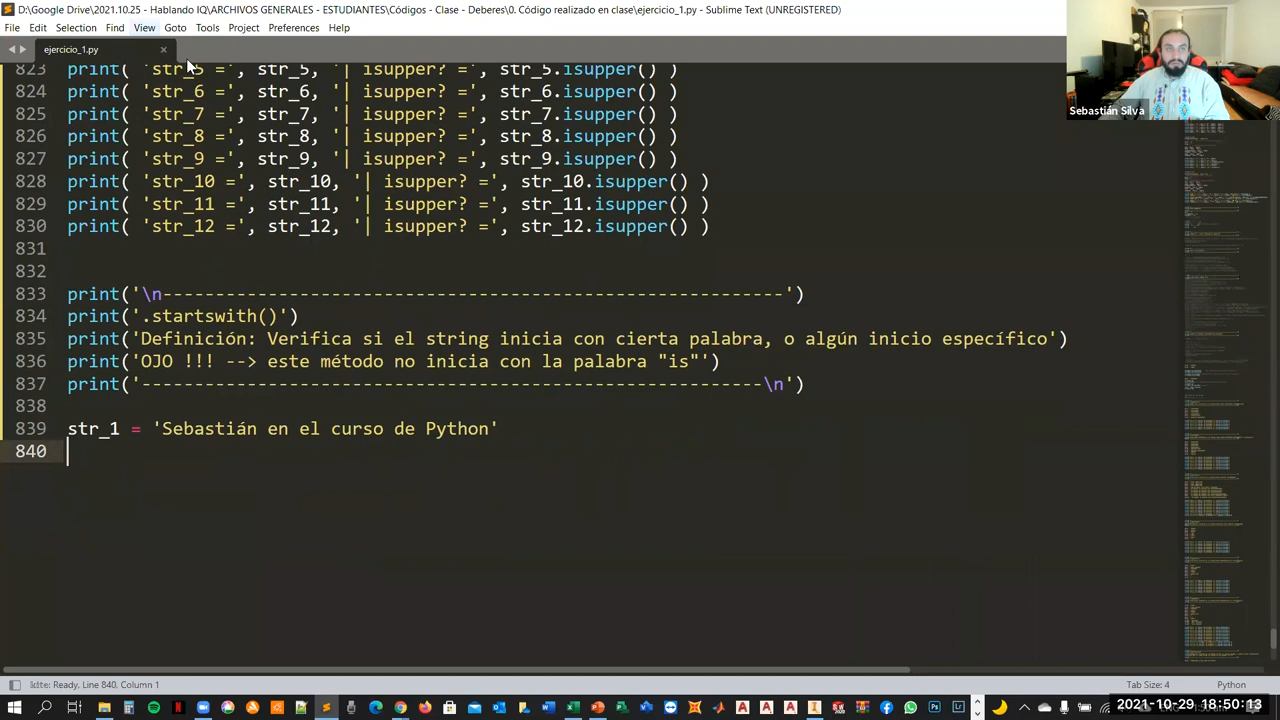 D:\Google Drive\2021.10.25 - Hablando IQ\ARCHIVOS GENERALES - ESTUDIANTES\Códigos - Clase - Deberes\0. Código realizado en clase\ejercicio_1.py - Sublime Text (UNREGISTERED)
File Edit Selection Find View Goto Tools Project Preferences Help
ejercicio_1.py
Sebastián Silva
823 print( 'str_5 =', str_5, '| isupper? =', str_5.isupper() )
824 print( 'str_6 =', str_6, '| isupper? =', str_6.isupper() )
825 print( 'str_7 =', str_7, '| isupper? =', str_7.isupper() )
826 print( 'str_8 =', str_8, '| isupper? =', str_8.isupper() )
827 print( 'str_9 =', str_9, '| isupper? =', str_9.isupper() )
828 print( 'str_10 =', str_10, '| isupper? =', str_10.isupper() )
829 print( 'str_11 =', str_11, '| isupper? =', str_11.isupper() )
830 print( 'str_12 =', str_12, '| isupper? =', str_12.isupper() )
831
832
833 print('\n-----------------------------------------------------------')
834 print('.startswith()')
835 print('Definición: Verifica si el string inicia con cierta palabra, o algún inicio específico')
836 print('OJO !!! --> este método no inicia con la palabra "is"')
837 print('-----------------------------------------------------------\n')
838
839 str_1 = 'Sebastián en el curso de Python'
840
Ready, Line 840, Column 1
Tab Size: 4
Python
2021-10-29 18:50:13